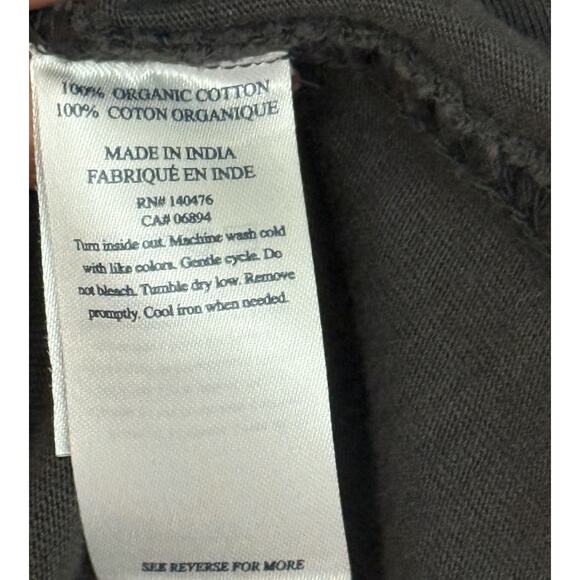 100% ORGANIC COTTON
100% COTON ORGANIQUE
MADE IN INDIA
FABRIQUÉ EN INDE
RN# 140476
CA# 06894
Turn inside out. Machine wash cold
with like colors. Gentle cycle. Do
not bleach. Tumble dry low. Remove
promptly. Cool iron when needed.
SEE REVERSE FOR MORE